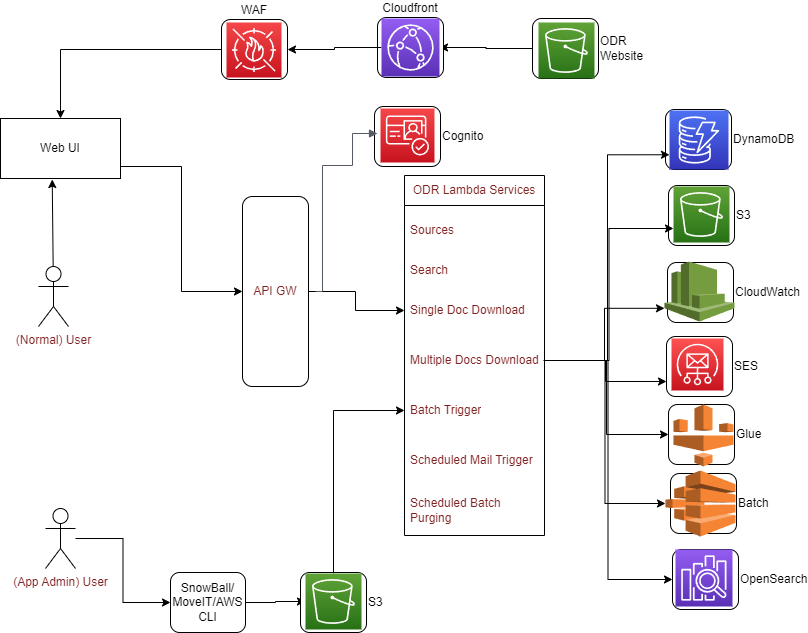 WAF
Cloudfront
ODR
Website
Web UI
Cognito
DynamoDB
ODR Lambda Services
S3
Sources
API GW
Search
CloudWatch
Single Doc Download
(Normal) User
Multiple Docs Download
SES
Batch Trigger
Glue
Scheduled Mail Trigger
Scheduled Batch
Purging
Batch
(App Admin) User
SnowBall/
MoveIT/AWS
CLI
S3
OpenSearch